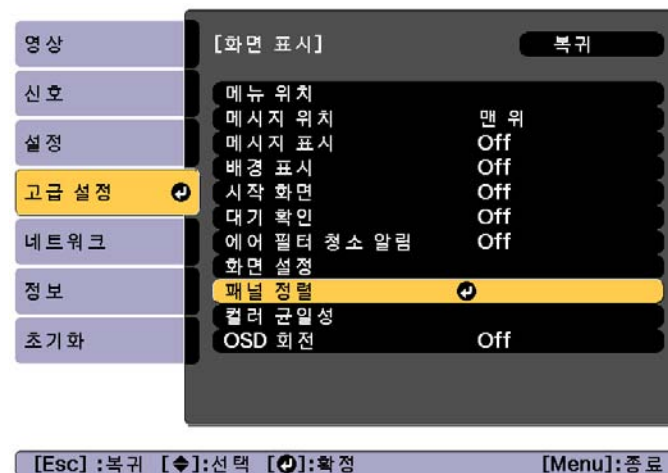 영상
신호
설정
고급 설정
네트워크
정보
초기화
[화면 표시] 복귀
메뉴 위치
메시지 위치 맨 위
메시지 표시 Off
배경 표시 Off
시작 화면 Off
대기 확인 Off
에어 필터 청소 알림 Off
화면 설정
패널 정렬
컬러 균일성
OSD 회전 Off
[Esc] :복귀 [◆]:선택 [⏎]:확정 [Menu]:종료